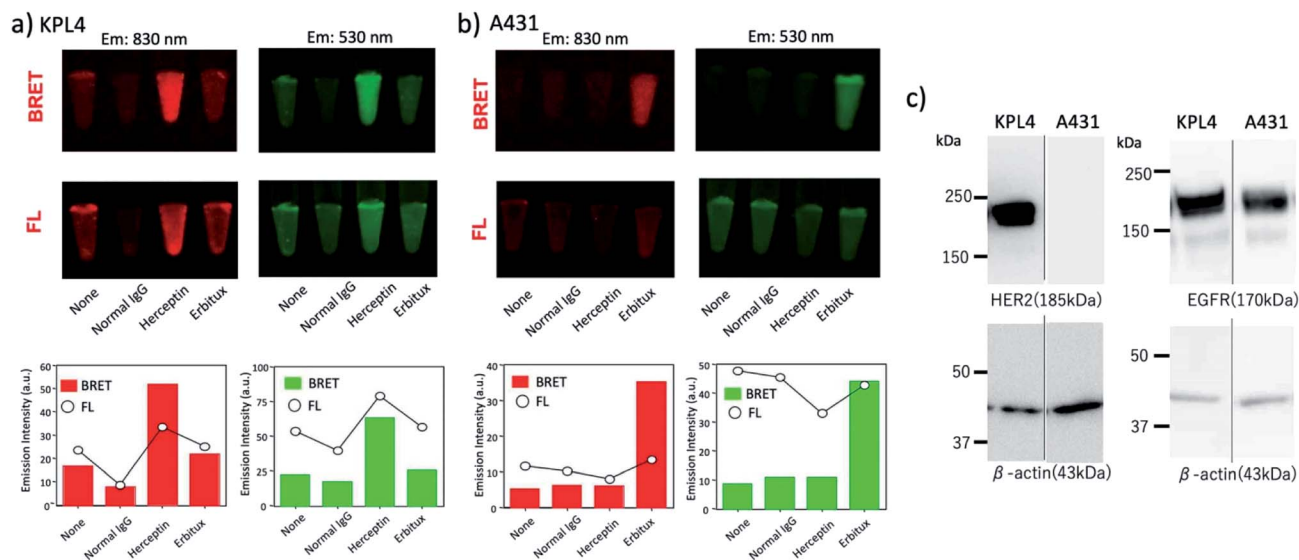 a) KPL4
Em: 830 nm
Em: 530 nm
BRET
FL
None
Normal IgG
Herceptin
Erbitux
None
Normal IgG
Herceptin
Erbitux
Emission Intensity (a.u.)
60
50
40
30
20
10
0
BRET
FL
None
Normal IgG
Herceptin
Erbitux
Emission Intensity (a.u.)
100
75
50
25
0
BRET
FL
None
Normal IgG
Herceptin
Erbitux
b) A431
Em: 830 nm
Em: 530 nm
BRET
FL
None
Normal IgG
Herceptin
Erbitux
None
Normal IgG
Herceptin
Erbitux
Emission Intensity (a.u.)
40
30
20
10
0
BRET
FL
None
Normal IgG
Herceptin
Erbitux
Emission Intensity (a.u.)
50
40
30
20
10
0
BRET
FL
None
Normal IgG
Herceptin
Erbitux
c)
KPL4 A431
kDa
250
150
HER2(185kDa)
50
37
β-actin(43kDa)
KPL4 A431
kDa
250
150
EGFR(170kDa)
50
37
β-actin(43kDa)